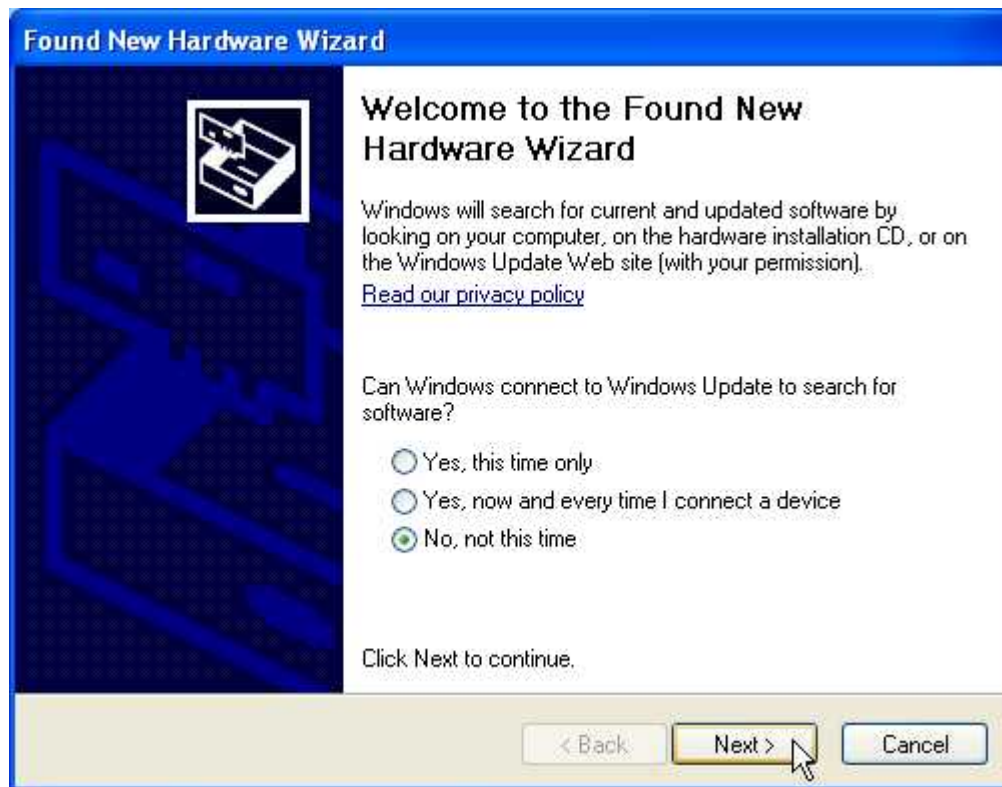 Found New Hardware Wizard
Welcome to the Found New
Hardware Wizard
Windows will search for current and updated software by
looking on your computer, on the hardware installation CD, or on
the Windows Update Web site (with your permission).
Read our privacy policy
Can Windows connect to Windows Update to search for
software?
Yes, this time only
Yes, now and every time I connect a device
No, not this time
Click Next to continue.
< Back
Next >
Cancel